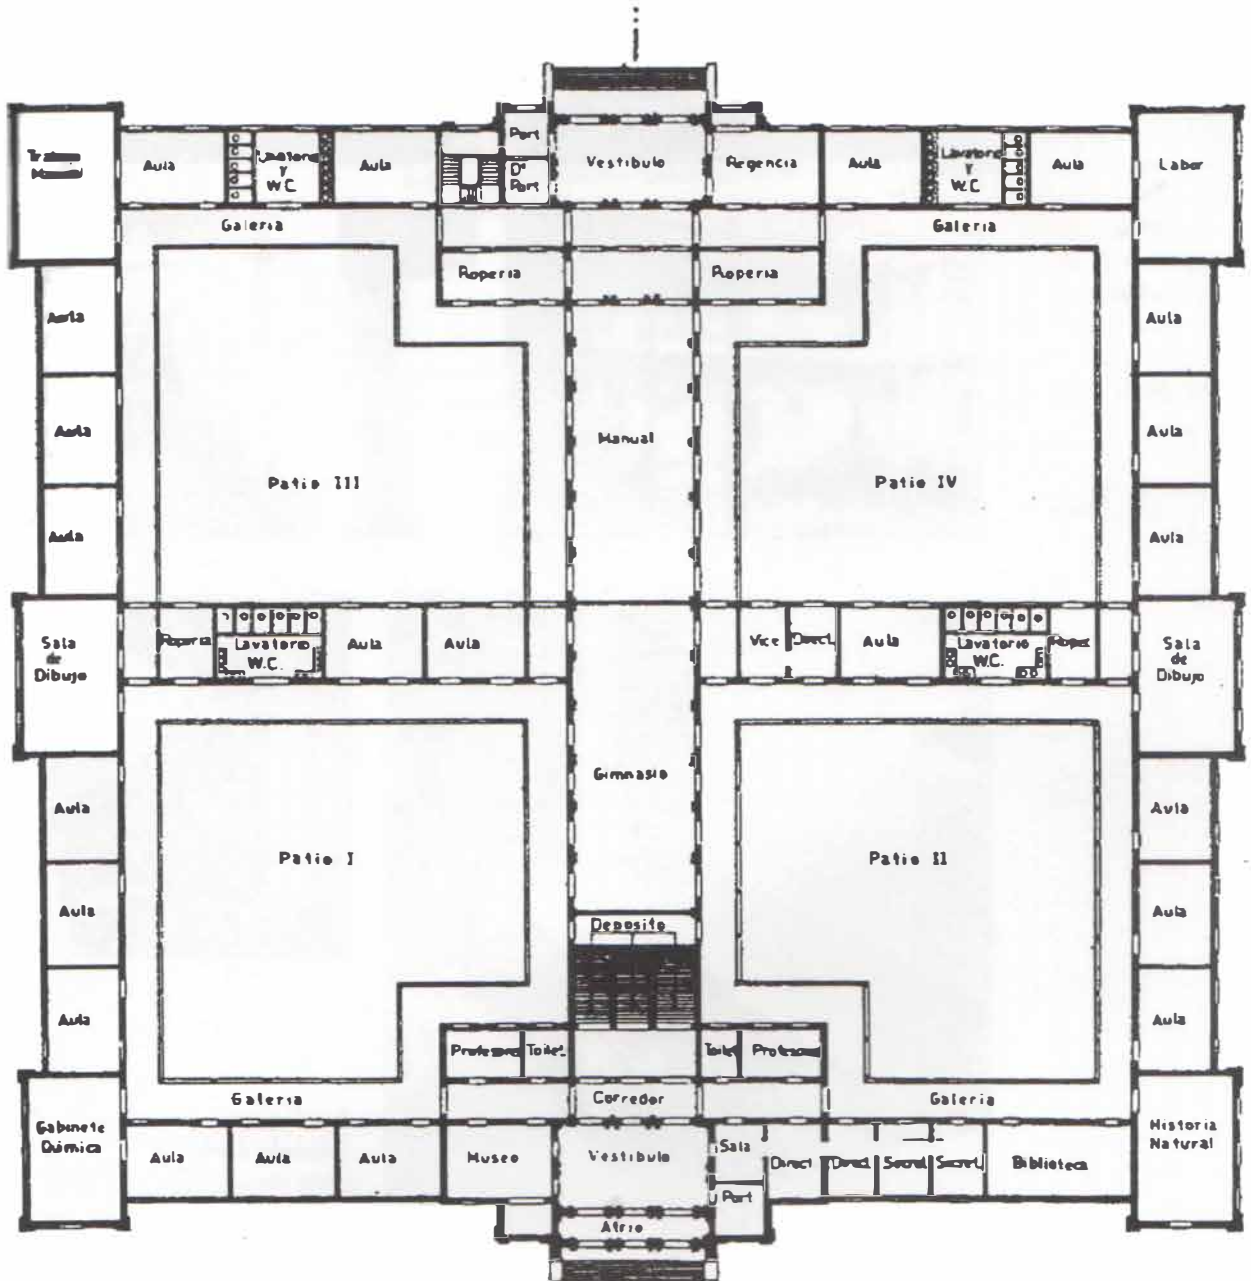 Port
Aula
Lavatorio
Y
W.C.
Aula
Dº
Port
Vestíbulo
Regencia
Aula
Lavatorio
Y
W.C.
Aula
Labor
Galeria
Galeria
Roperia
Roperia
Aula
Aula
Manual
Aula
Aula
Patio III
Patio IV
Aula
Aula
Sala
de
Dibujo
Roperia
Lavatorio
W.C.
Aula
Aula
Vice
Direct
Aula
Lavatorio
W.C.
Sala
de
Dibujo
Gimnasio
Aula
Aula
Patio I
Patio II
Aula
Aula
Deposito
Aula
Aula
Profesora
Toilet
Toilet
Profesora
Galeria
Corredor
Galeria
Gabinete
Quimica
Aula
Aula
Aula
Museo
Vestibulo
Sala
Direct
Direct
Secret
Secret
Biblioteca
Historia
Natural
Port
Atrio